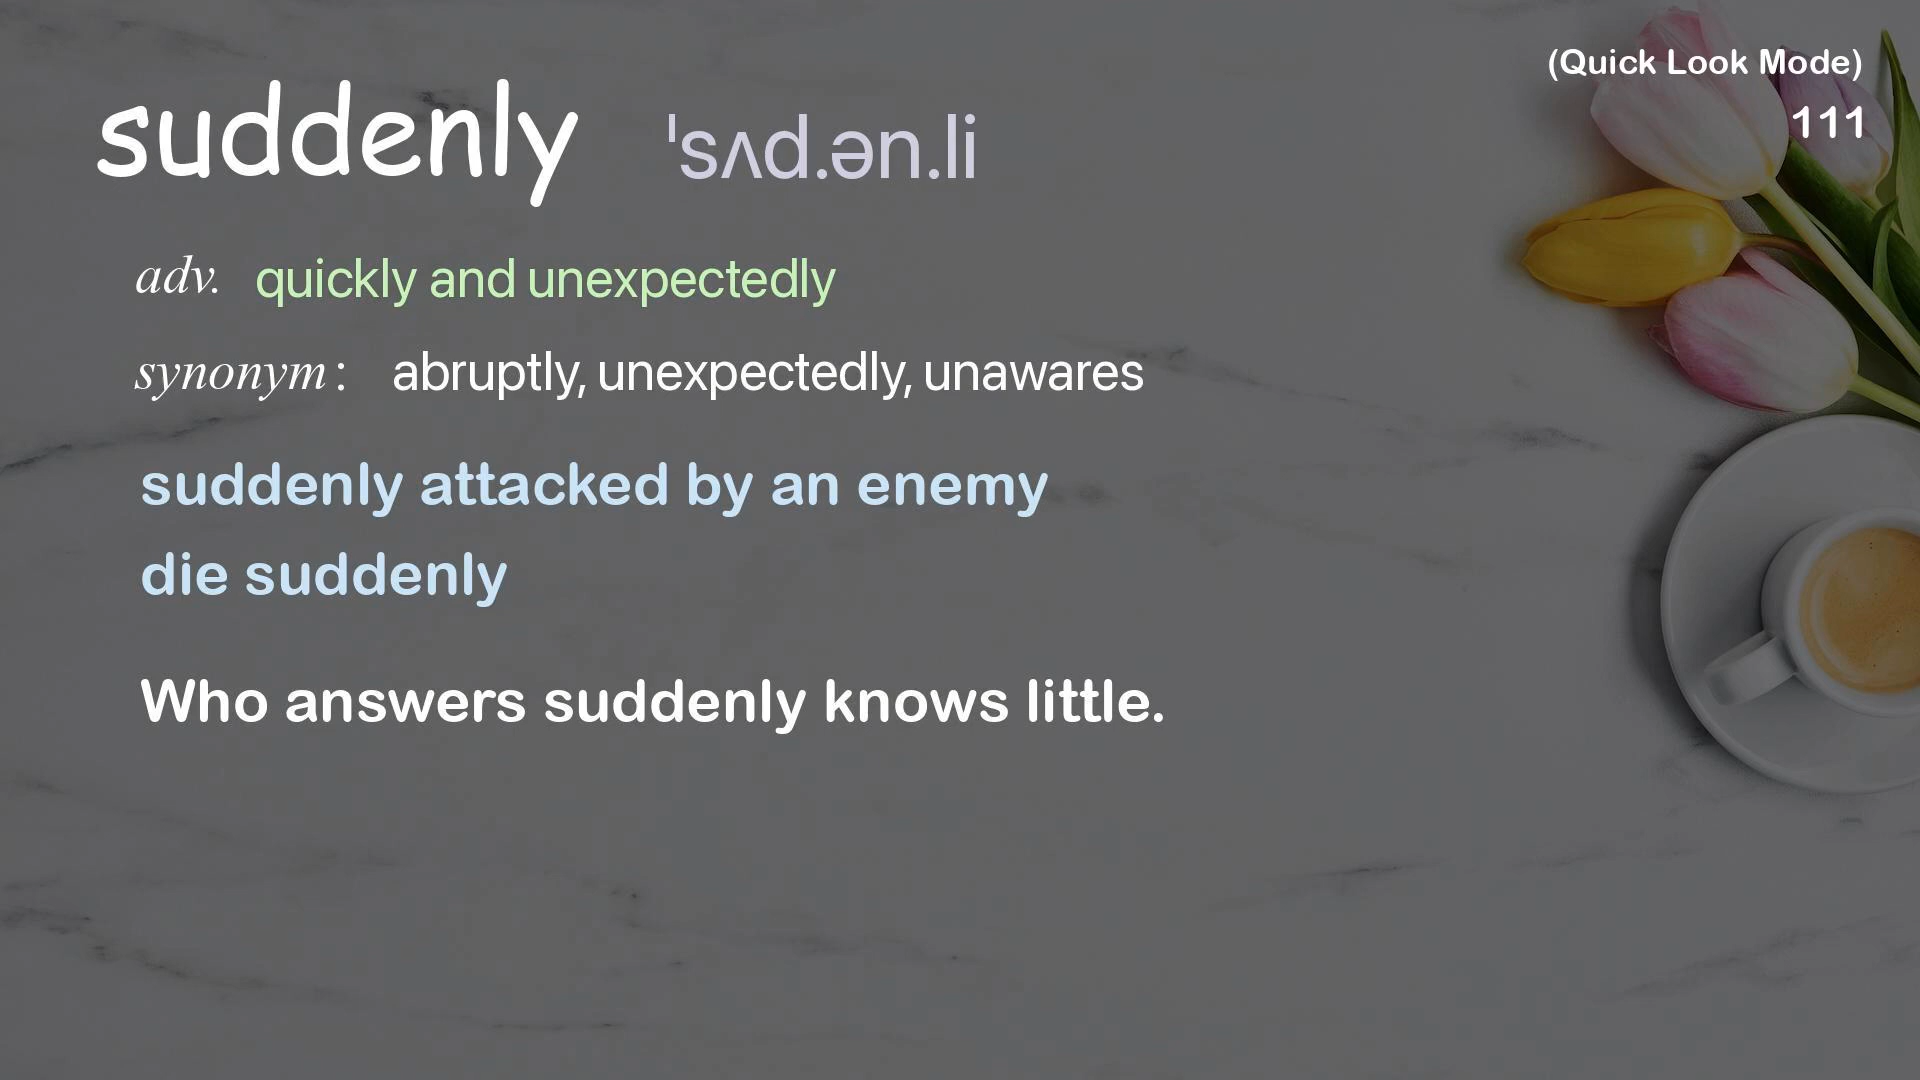 (Quick Look Mode)
111
suddenly ˈsʌd.ən.li
adv. quickly and unexpectedly
synonym : abruptly, unexpectedly, unawares
suddenly attacked by an enemy
die suddenly
Who answers suddenly knows little.